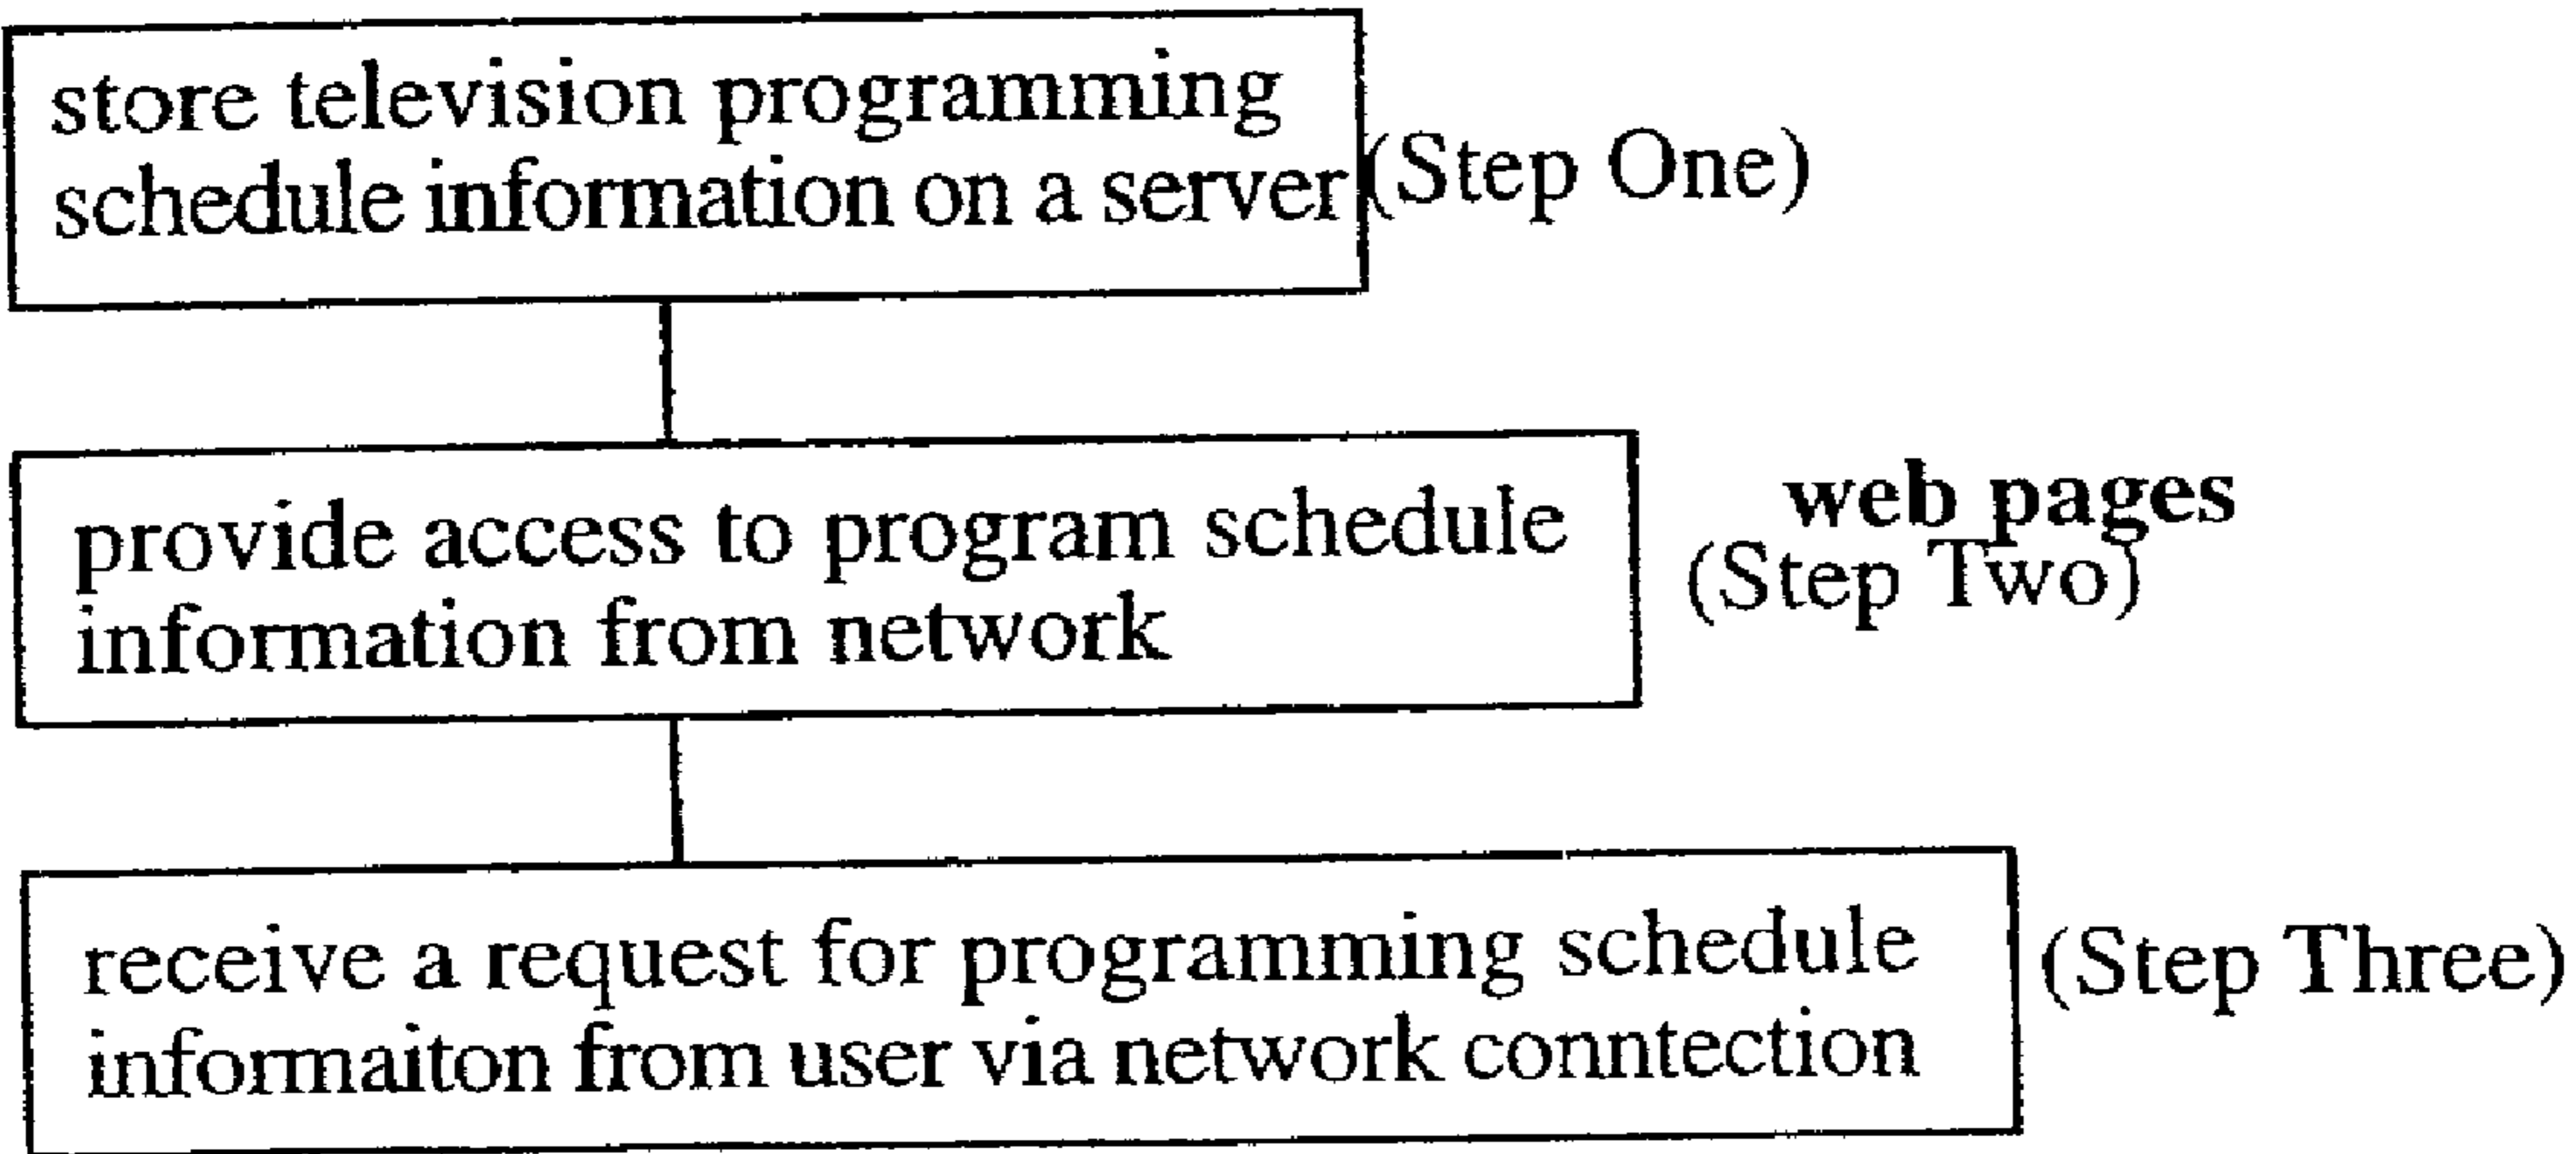 store television programming
schedule information on a server
(Step One)
provide access to program schedule
information from network
web pages
(Step Two)
receive a request for programming schedule
informaiton from user via network conntection
(Step Three)